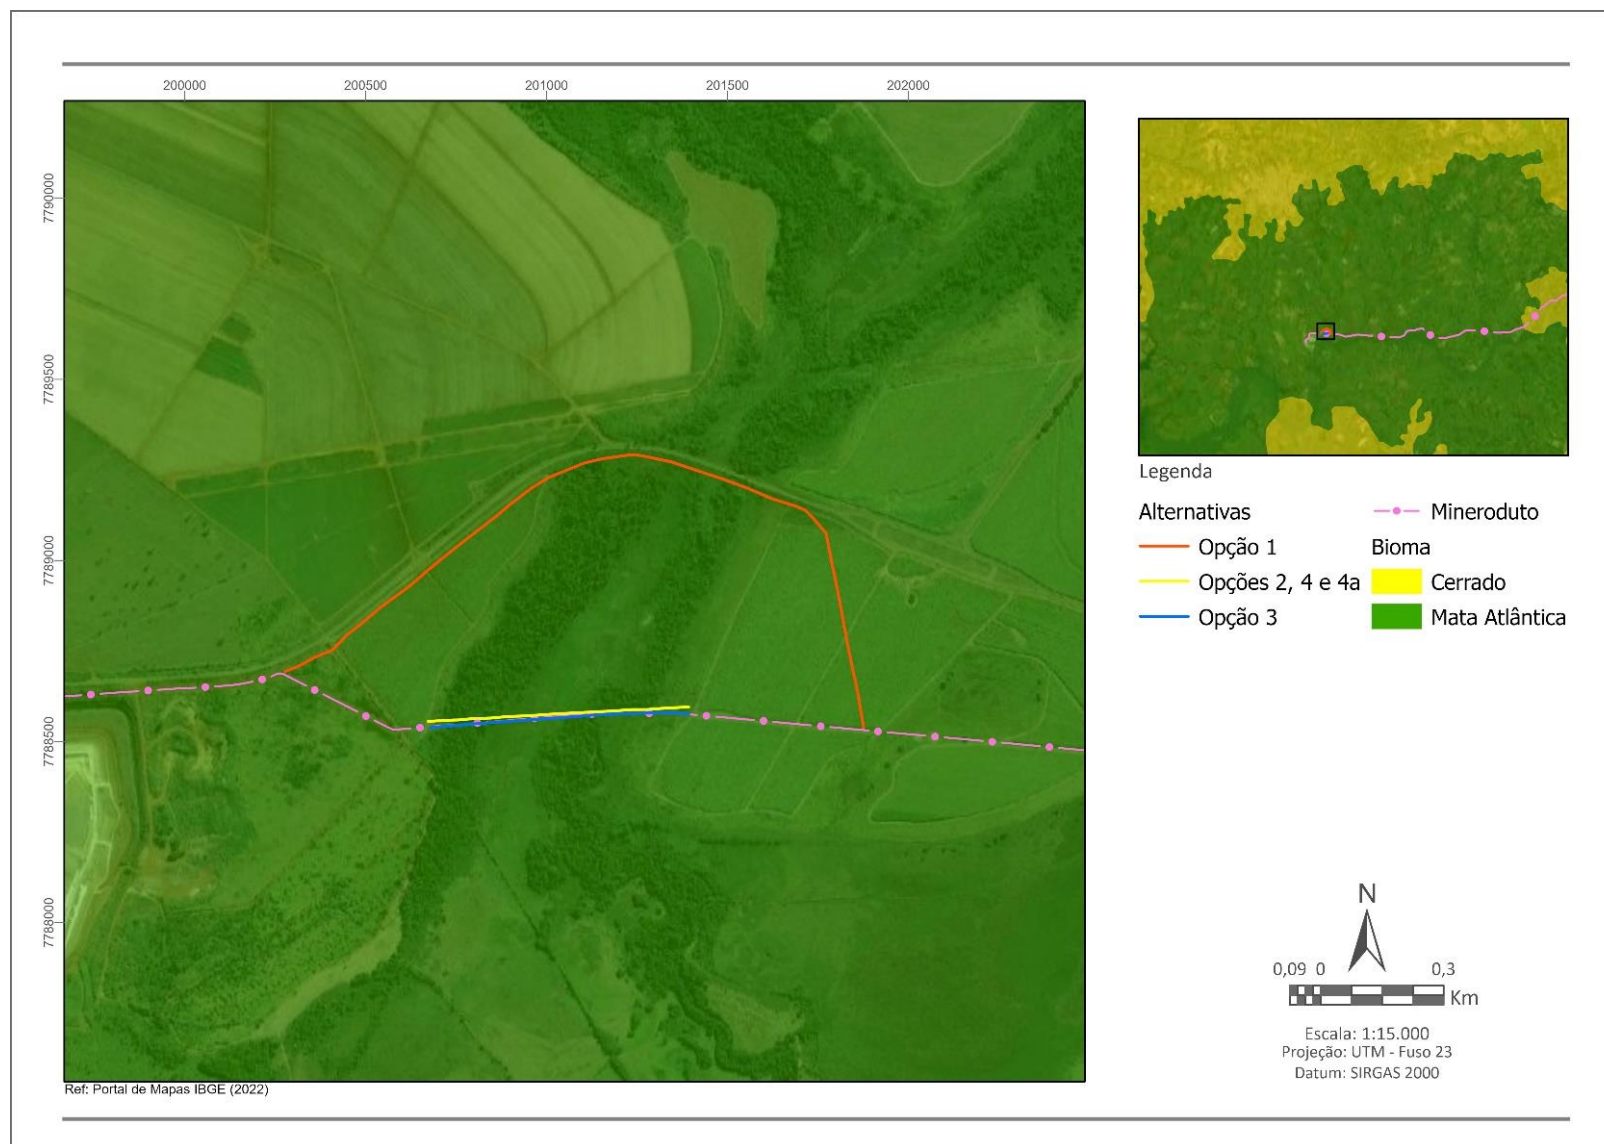 200000 200500 201000 201500 202000
7790000
7789500
7789000
7788500
7788000
Legenda
Alternativas
Opção 1
Opções 2, 4 e 4a
Opção 3
Mineroduto
Bioma
Cerrado
Mata Atlântica
N
0,09 0 0,3
Km
Escala: 1:15.000
Projeção: UTM - Fuso 23
Datum: SIRGAS 2000
Ref: Portal de Mapas IBGE (2022)